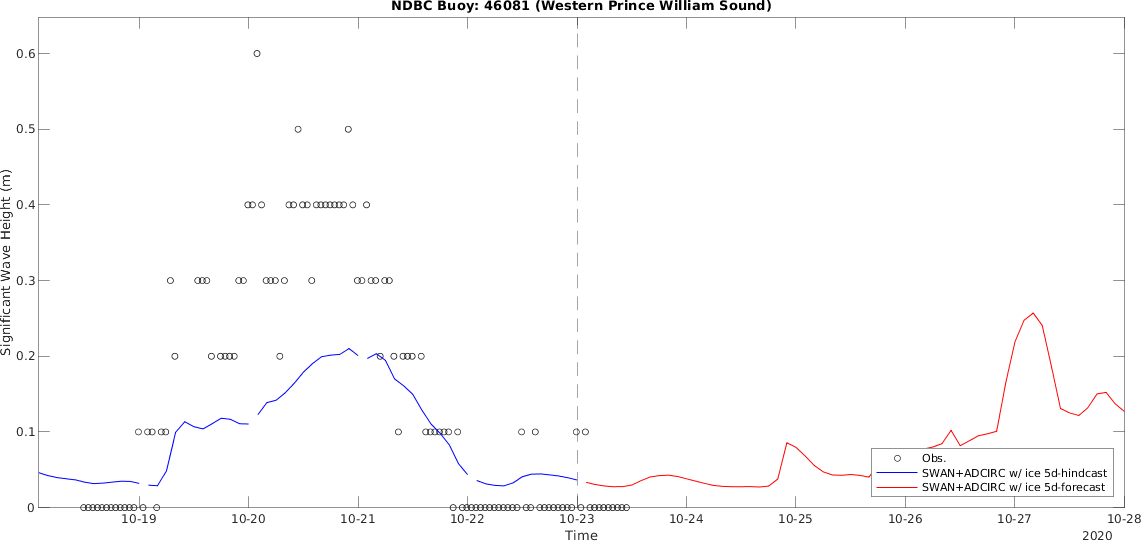 NDBC Buoy: 46081 (Western Prince William Sound)
Significant Wave Height (m)
0.6
0.5
0.4
0.3
0.2
0.1
0
Obs.
SWAN+ADCIRC w/ ice 5d-hindcast
SWAN+ADCIRC w/ ice 5d-forecast
10-19 10-20 10-21 10-22 10-23 10-24 10-25 10-26 10-27 10-28
Time
2020